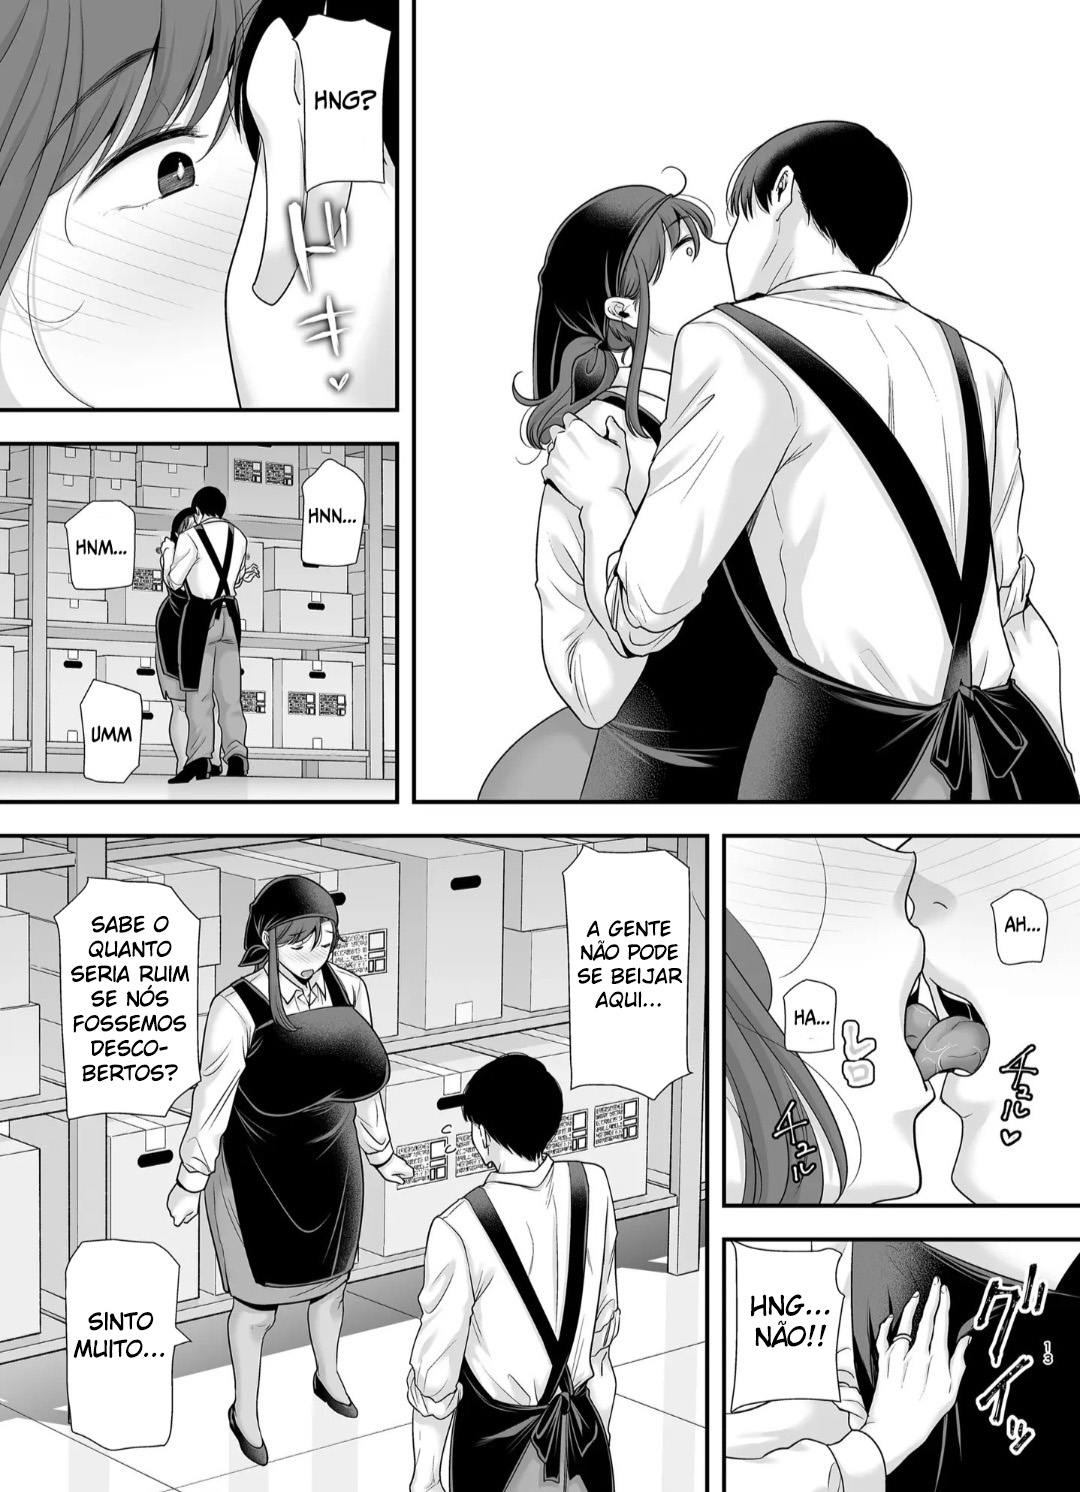 HNG?
ドキ♡
HNN...
HNM...
UMM
AH...
HA...
レロ
チュル♡
チュル
HNG...
NÃO!!
グイッ
A GENTE
NÃO PODE
SE BEIJAR
AQUI...
SABE O
QUANTO
SERIA RUIM
SE NÓS
FOSSEMOS
DESCO-
BERTOS?
SINTO
MUITO...
13